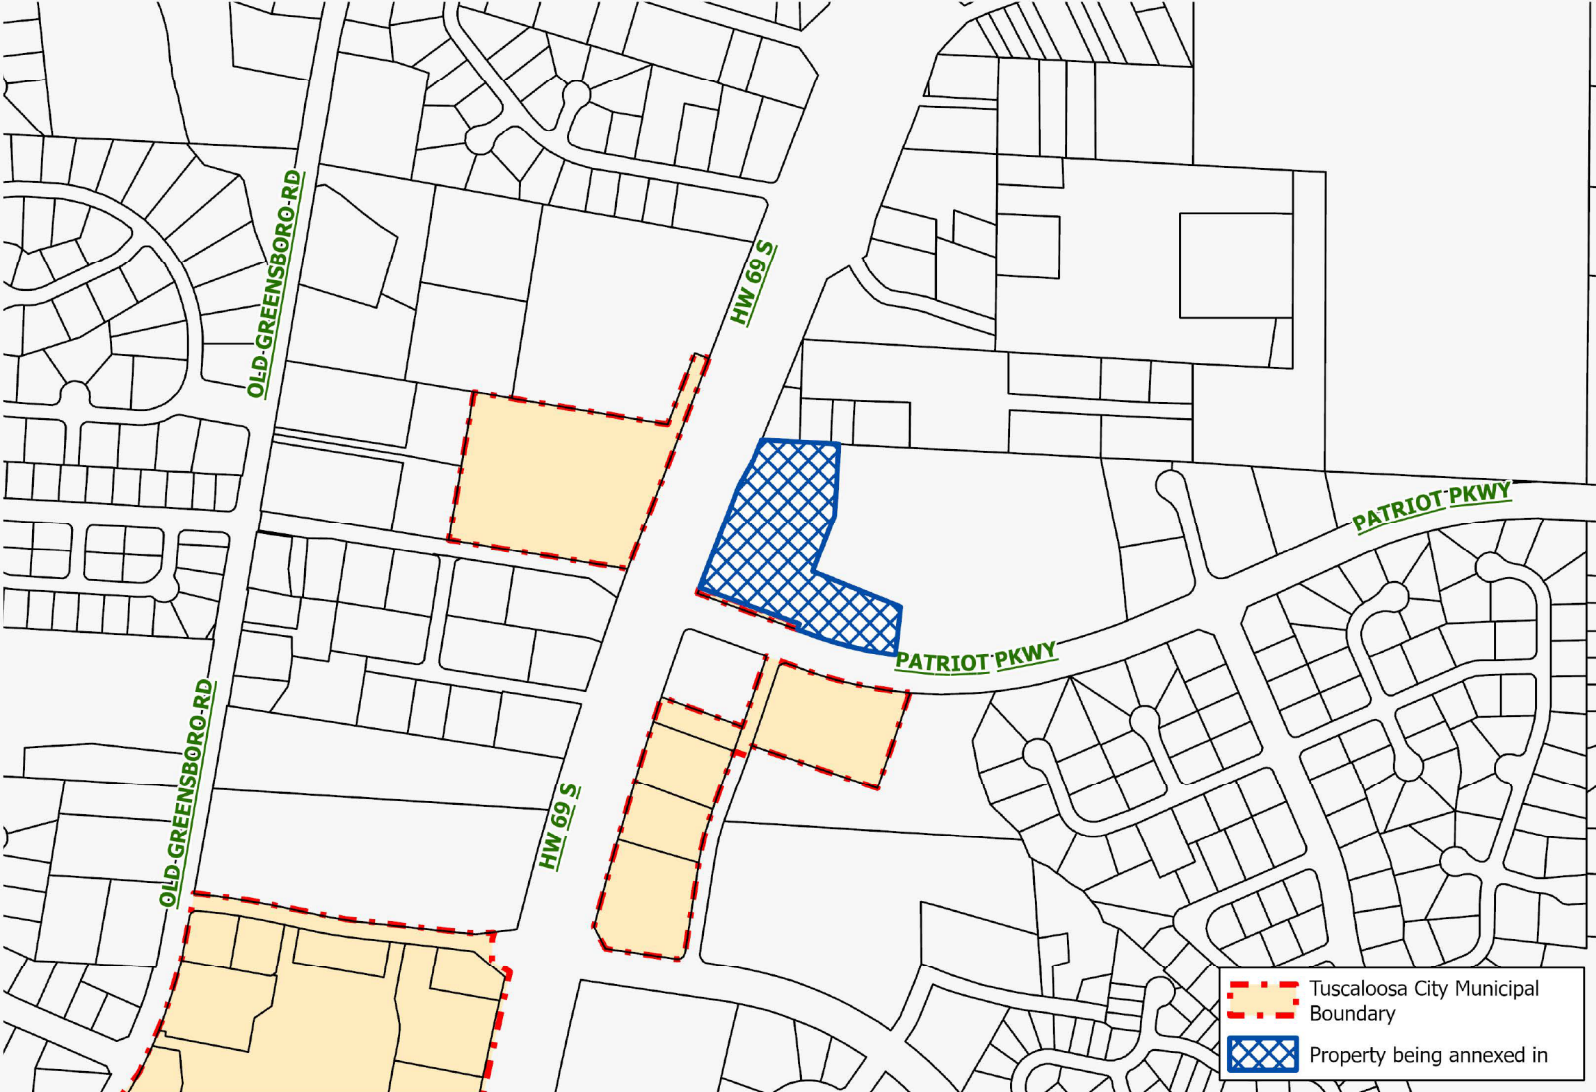 OLD GREENSBORO RD
HW 69 S
PATRIOT PKWY
PATRIOT PKWY
OLD GREENSBORO RD
HW 69 S
Tuscaloosa City Municipal
Boundary
Property being annexed in